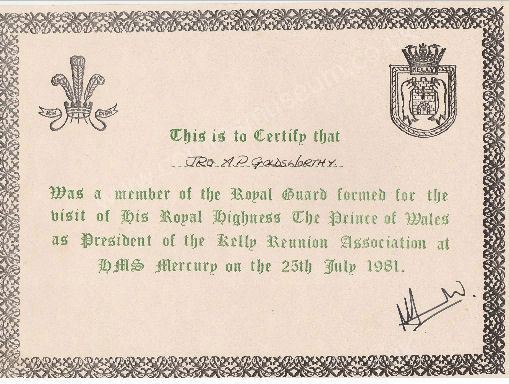 This is to Certify that
JRO A.P. GOLDSWORTHY
Was a member of the Royal Guard formed for the
visit of His Royal Highness The Prince of Wales
as President of the Kelly Reunion Association at
HMS Mercury on the 25th July 1981.